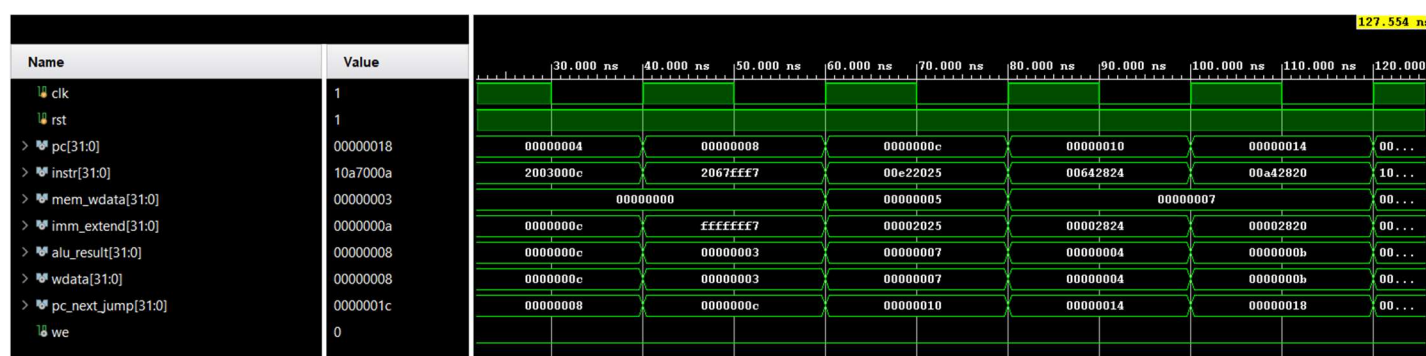 127.554 ns
Name Value
30.000 ns 40.000 ns 50.000 ns 60.000 ns 70.000 ns 80.000 ns 90.000 ns 100.000 ns 110.000 ns 120.000
clk 1
rst 1
pc[31:0] 00000018 00000004 00000008 0000000c 00000010 00000014 00...
instr[31:0] 10a7000a 2003000c 2067fff7 00e22025 00642824 00a42820 10...
mem_wdata[31:0] 00000003 00000000 00000005 00000007 00...
imm_extend[31:0] 0000000a 0000000c fffffff7 00002025 00002824 00002820 00...
alu_result[31:0] 00000008 0000000c 00000003 00000007 00000004 0000000b 00...
wdata[31:0] 00000008 0000000c 00000003 00000007 00000004 0000000b 00...
pc_next_jump[31:0] 0000001c 00000008 0000000c 00000010 00000014 00000018 00...
we 0